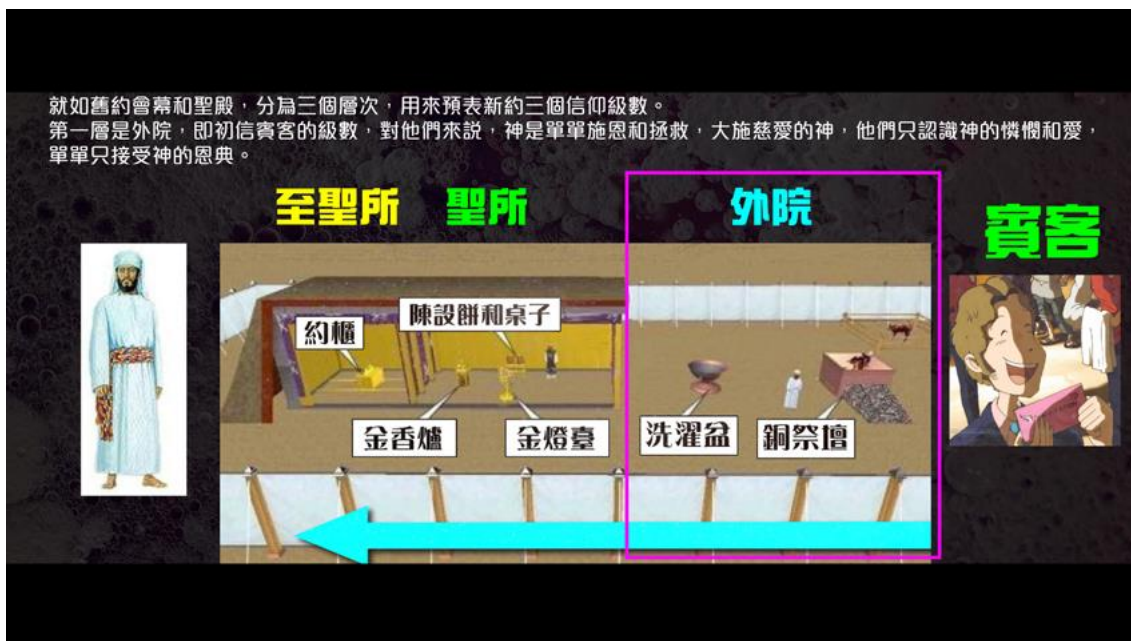 就如舊約會幕和聖殿，分為三個層次，用來預表新約三個信仰級數。
第一層是外院，即初信賓客的級數，對他們來說，神是單單施恩和拯救，大施慈愛的神，他們只認識神的憐憫和愛，
單單只接受神的恩典。
至聖所 聖所 外院
賓客
約櫃
陳設餅和桌子
金香爐
金燈臺
洗濯盆
銅祭壇